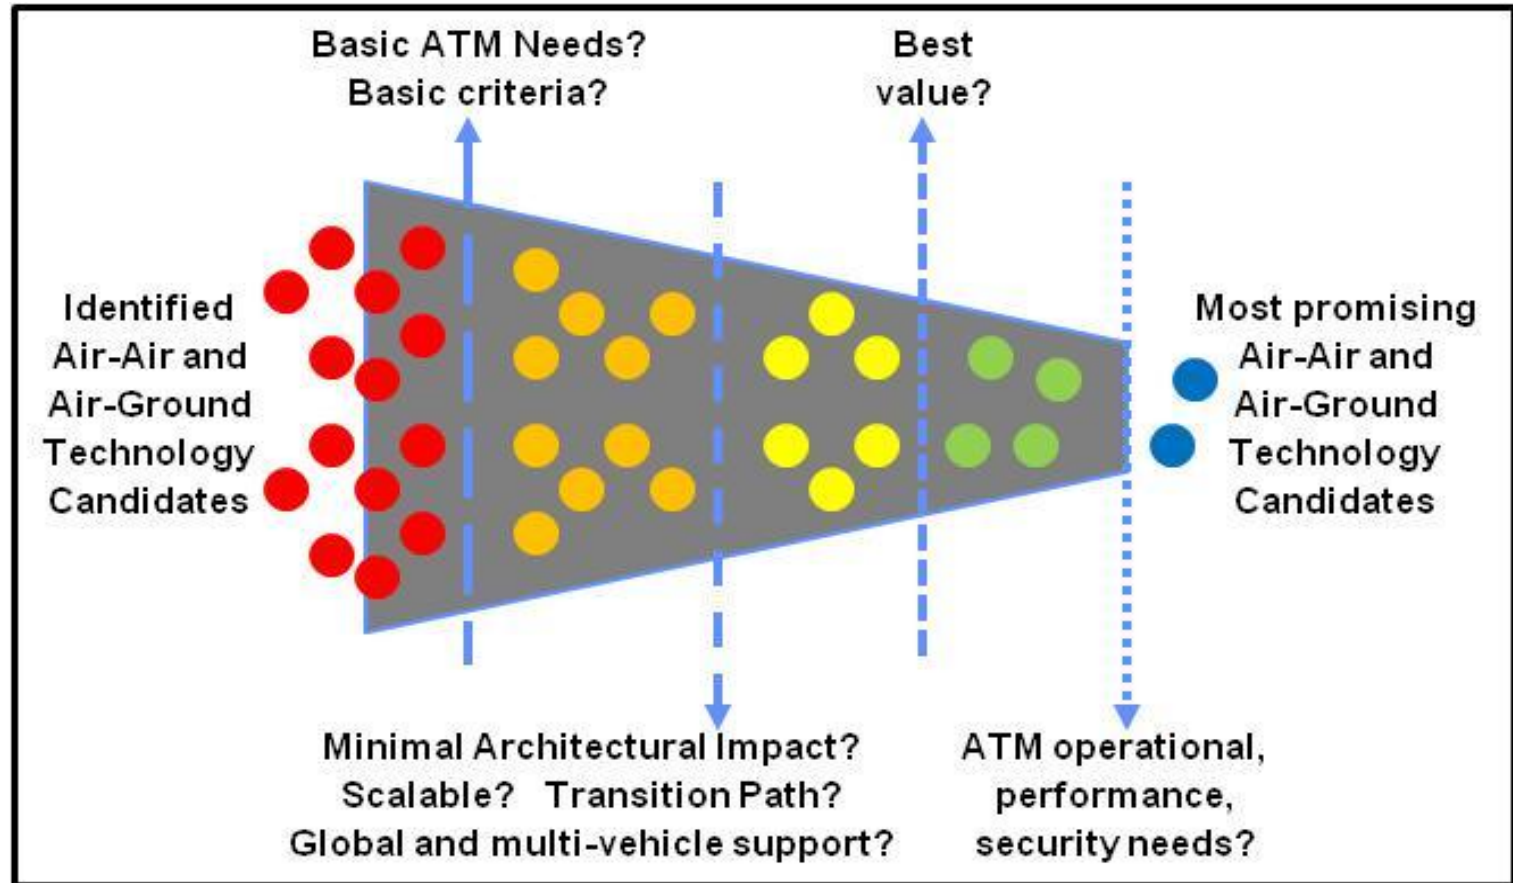 Basic ATM Needs?
Basic criteria?
Best
value?
Identified
Air-Air and
Air-Ground
Technology
Candidates
Most promising
Air-Air and
Air-Ground
Technology
Candidates
Minimal Architectural Impact?
Scalable? Transition Path?
Global and multi-vehicle support?
ATM operational,
performance,
security needs?